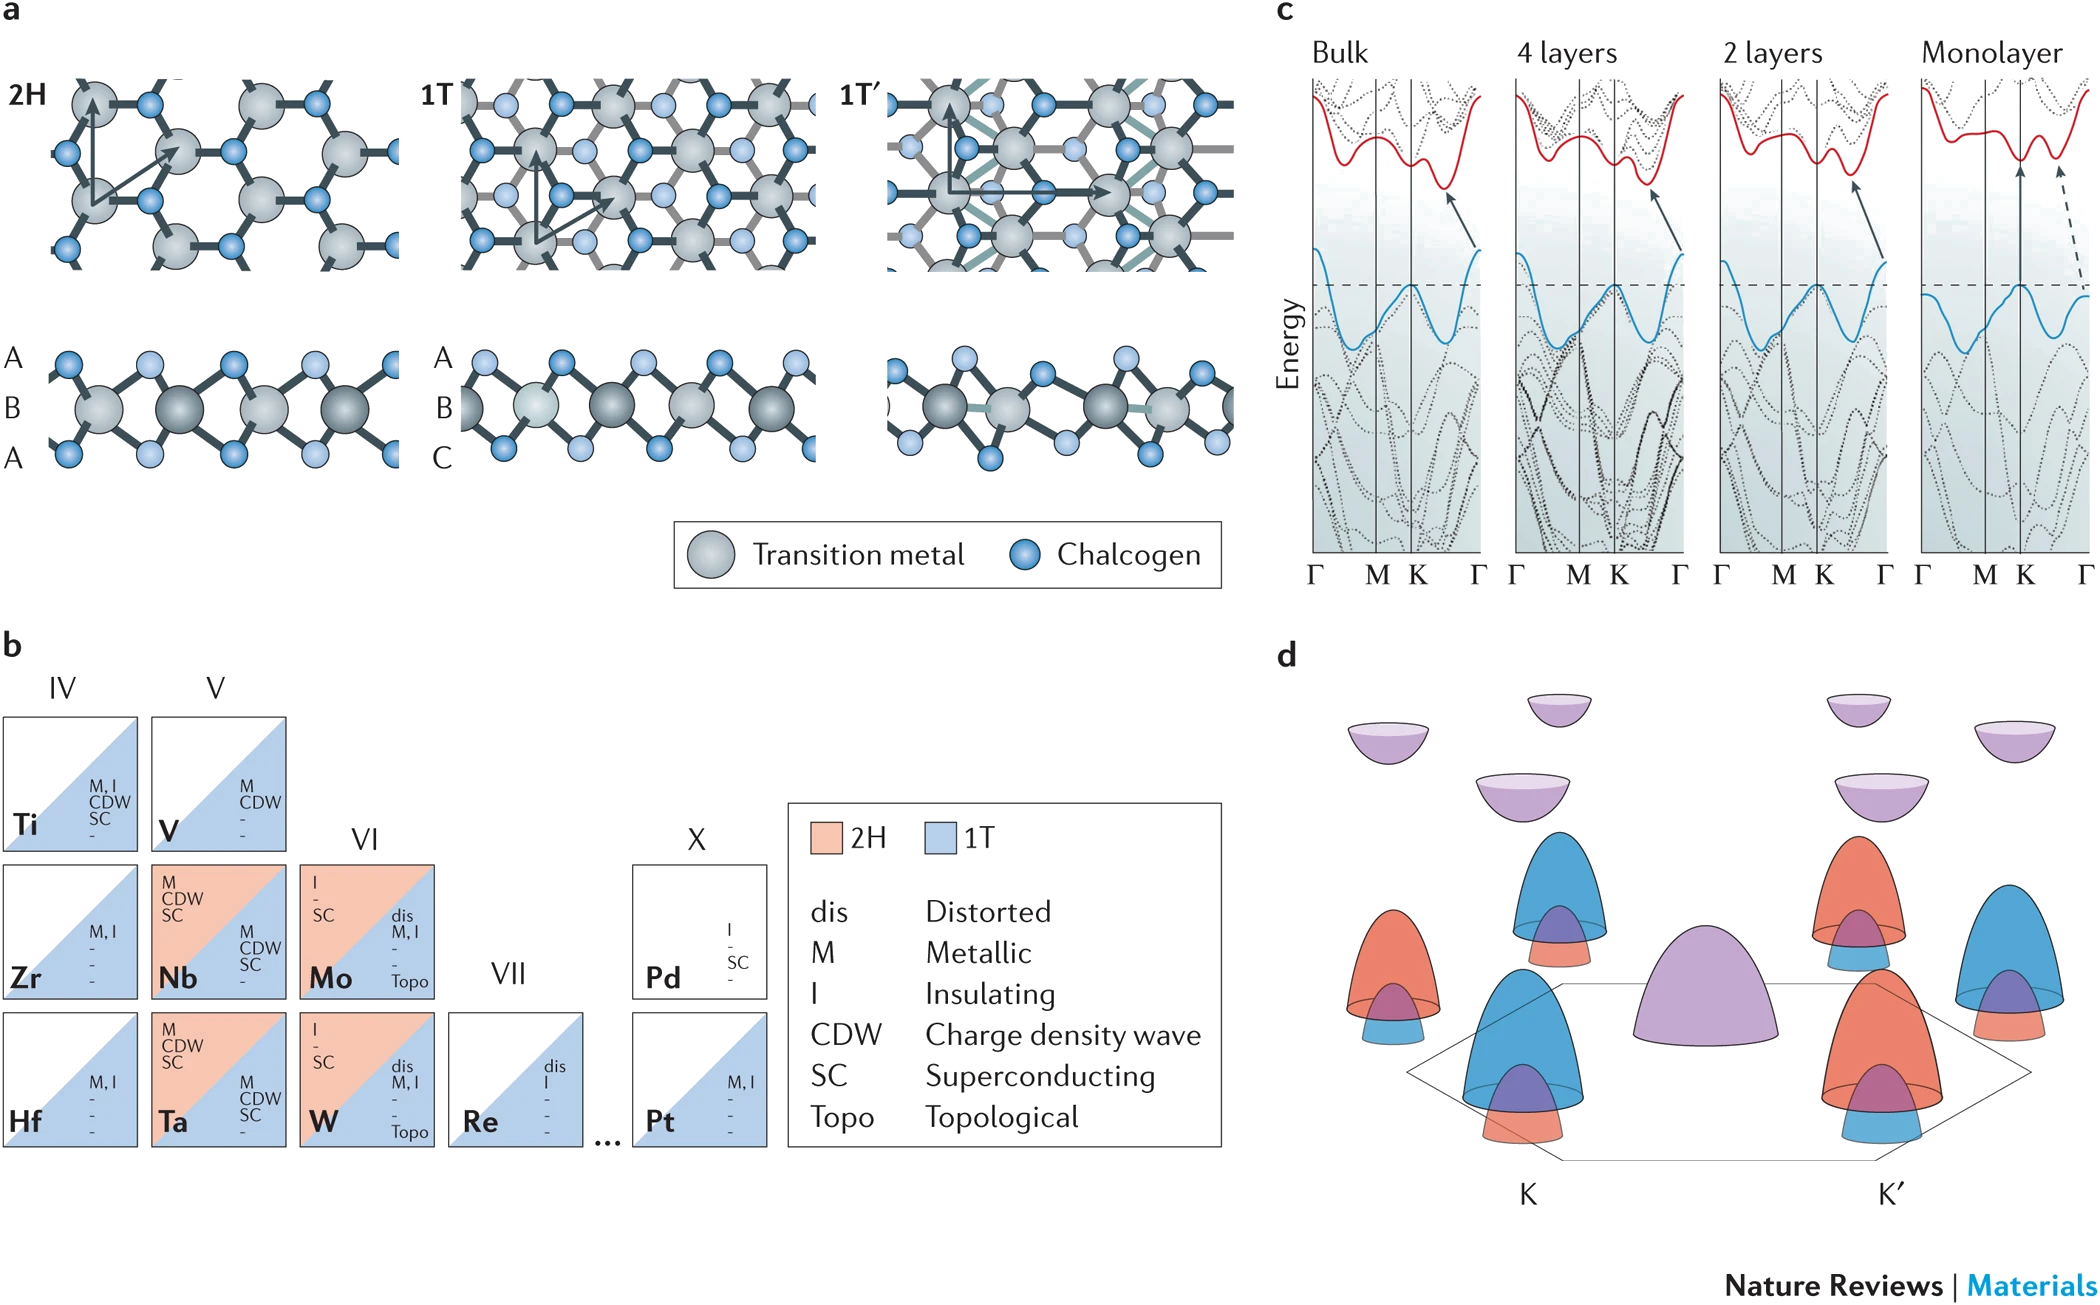 a
2H
1T
1T′
A
B
A
A
B
C
Transition metal
Chalcogen
b
IV
V
VI
VII
X
Ti
M, I
CDW
SC
-
V
M
CDW
-
-
Zr
M, I
-
-
-
Nb
M
CDW
SC
M
CDW
SC
-
Mo
I
-
SC
dis
M, I
-
-
Topo
Pd
I
-
SC
-
Hf
M, I
-
-
-
Ta
M
CDW
SC
M
CDW
SC
-
W
I
-
SC
dis
M, I
-
-
Topo
Re
dis
I
-
-
-
...
Pt
M, I
-
-
-
2H 1T
dis Distorted
M Metallic
I Insulating
CDW Charge density wave
SC Superconducting
Topo Topological
c
Bulk
4 layers
2 layers
Monolayer
Energy
Γ M K Γ
Γ M K Γ
Γ M K Γ
Γ M K Γ
d
K
K′
Nature Reviews | Materials